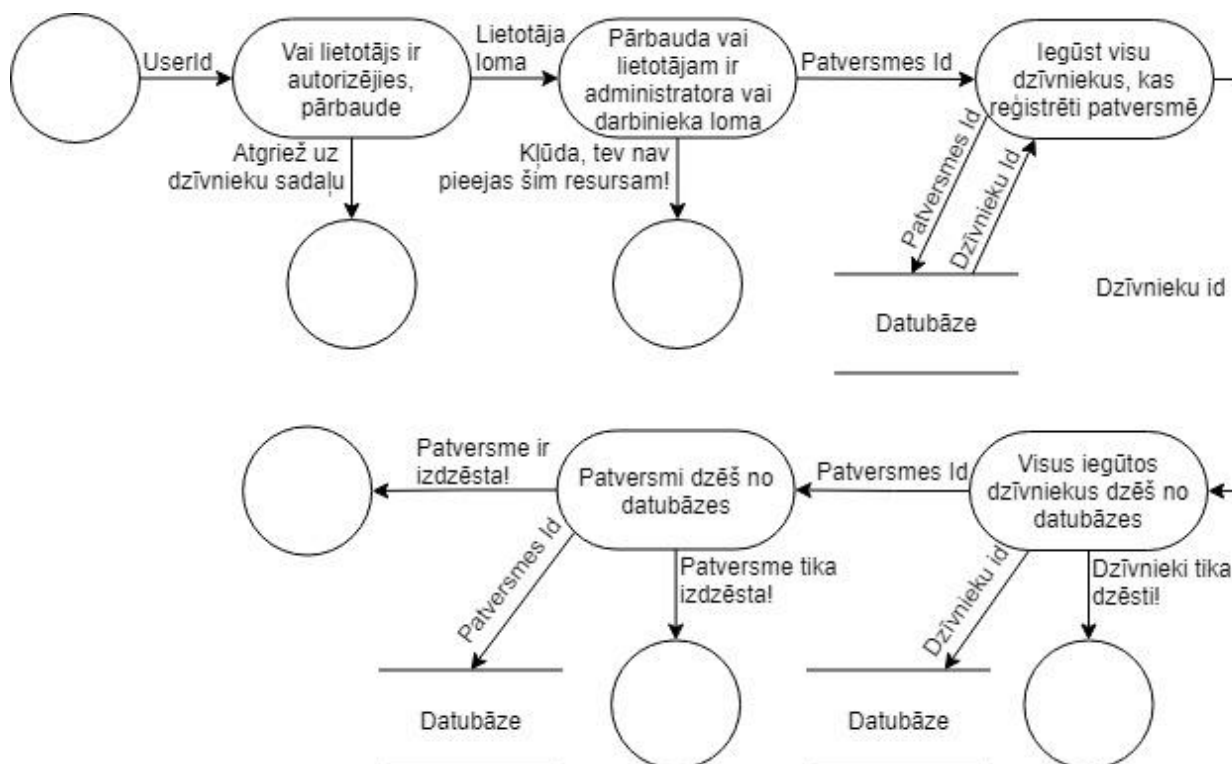 UserId
Vai lietotājs ir
autorizējies,
pārbaude
Lietotāja
loma
Pārbauda vai
lietotājam ir
administratora vai
darbinieka loma
Patversmes Id
Iegūst visu
dzīvniekus, kas
reģistrēti patversmē
Atgriež uz
dzīvnieku sadaļu
Kļūda, tev nav
pieejas šim resursam!
Patversmes Id
Dzīvnieku Id
Datubāze
Dzīvnieku id
Patversme ir
izdzēsta!
Patversmi dzēš no
datubāzes
Patversmes Id
Visus iegūtos
dzīvniekus dzēš no
datubāzes
Patversmes Id
Patversme tika
izdzēsta!
Dzīvnieku id
Dzīvnieki tika
dzēsti!
Datubāze
Datubāze